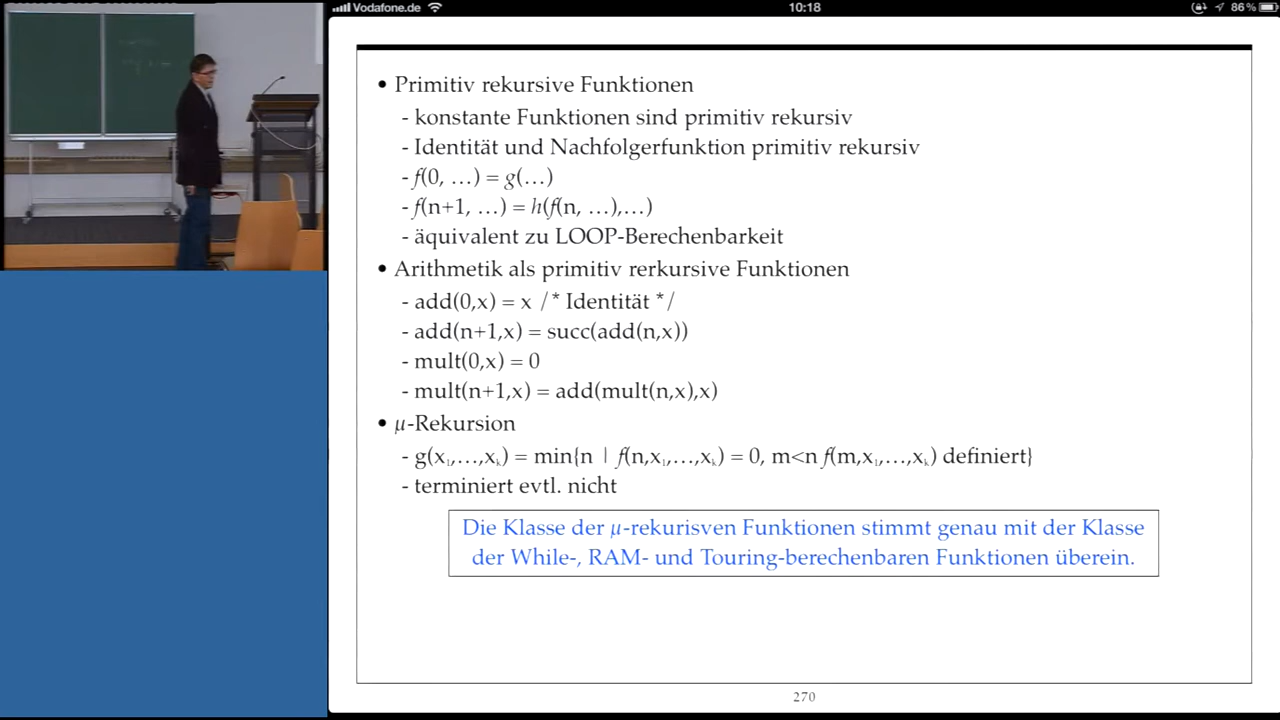 Vodafone.de
10:18
86%
• Primitiv rekursive Funktionen
- konstante Funktionen sind primitiv rekursiv
- Identität und Nachfolgerfunktion primitiv rekursiv
- f(0, …) = g(…)
- f(n+1, …) = h(f(n, …),…)
- äquivalent zu LOOP-Berechenbarkeit
• Arithmetik als primitiv rerkursive Funktionen
- add(0,x) = x /* Identität */
- add(n+1,x) = succ(add(n,x))
- mult(0,x) = 0
- mult(n+1,x) = add(mult(n,x),x)
• µ-Rekursion
- g(x₁,…,xₖ) = min{n | f(n,x₁,…,xₖ) = 0, m<n f(m,x₁,…,xₖ) definiert}
- terminiert evtl. nicht
Die Klasse der µ-rekurisven Funktionen stimmt genau mit der Klasse
der While-, RAM- und Touring-berechenbaren Funktionen überein.
270